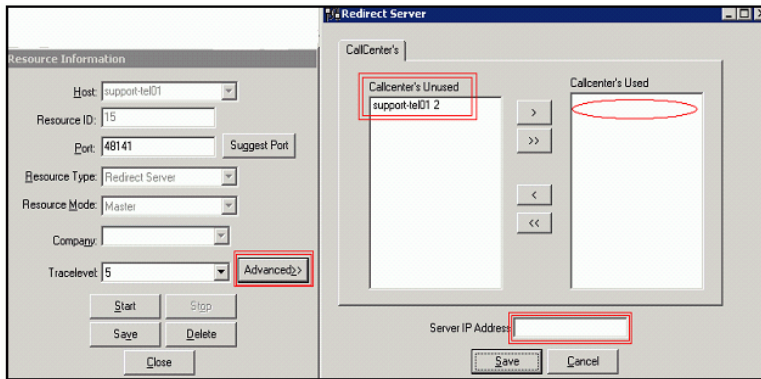 Resource Information
Host: support-tel01
Resource ID: 15
Port: 48141 Suggest Port
Resource Type: Redirect Server
Resource Mode: Master
Company:
Tracelevel: 5 Advanced>>
Start Stop
Save Delete
Close
Redirect Server
CallCenter's
Callcenter's Unused Callcenter's Used
support-tel01 2
>
>>
<
<<
Server IP Address
Save Cancel